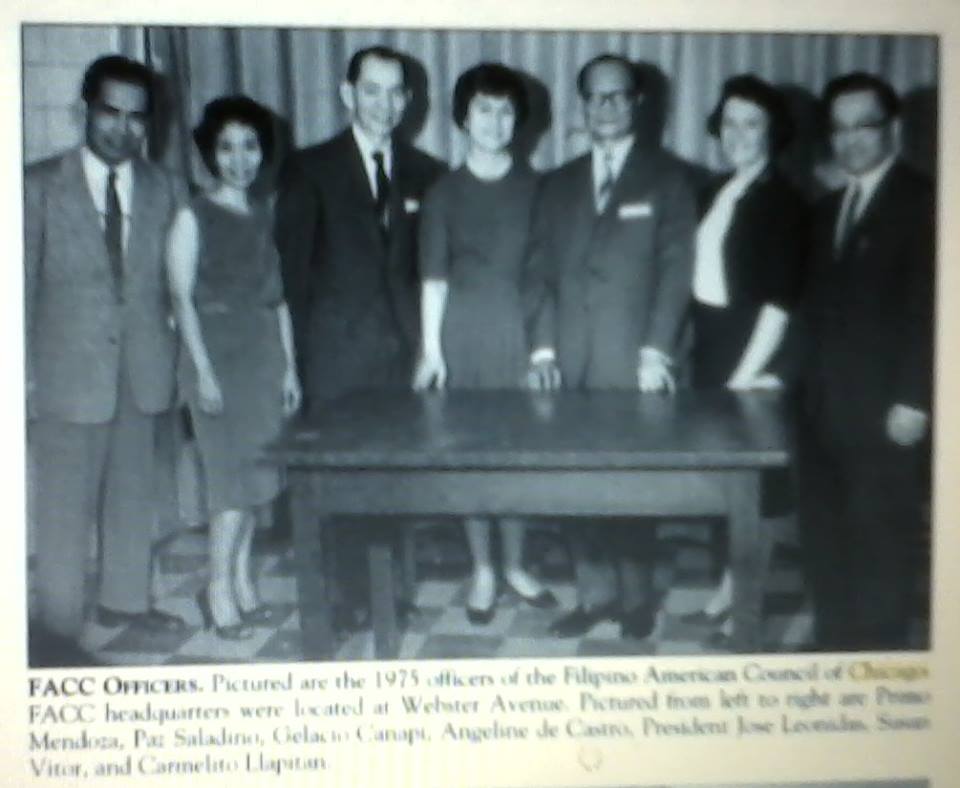 FACC OFFICERS. Pictured are the 1975 officers of the Filipino American Council of Chicago
FACC headquarters were located at Webster Avenue. Pictured from left to right are Primo
Mendoza, Paz Saladino, Gelacio Canapi, Angeline de Castro, President Jose Leonidas, Susan
Vitor, and Carmelito Llapitan.